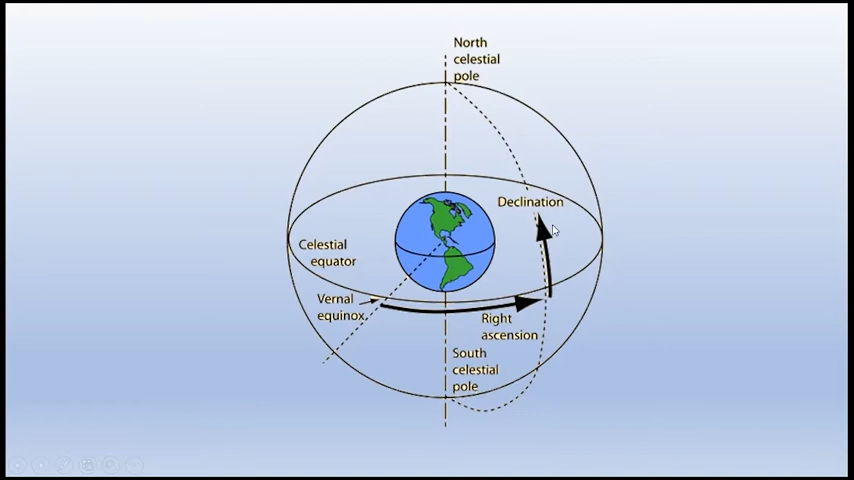 North
celestial
pole
Declination
Celestial
equator
Vernal
equinox
Right
ascension
South
celestial
pole